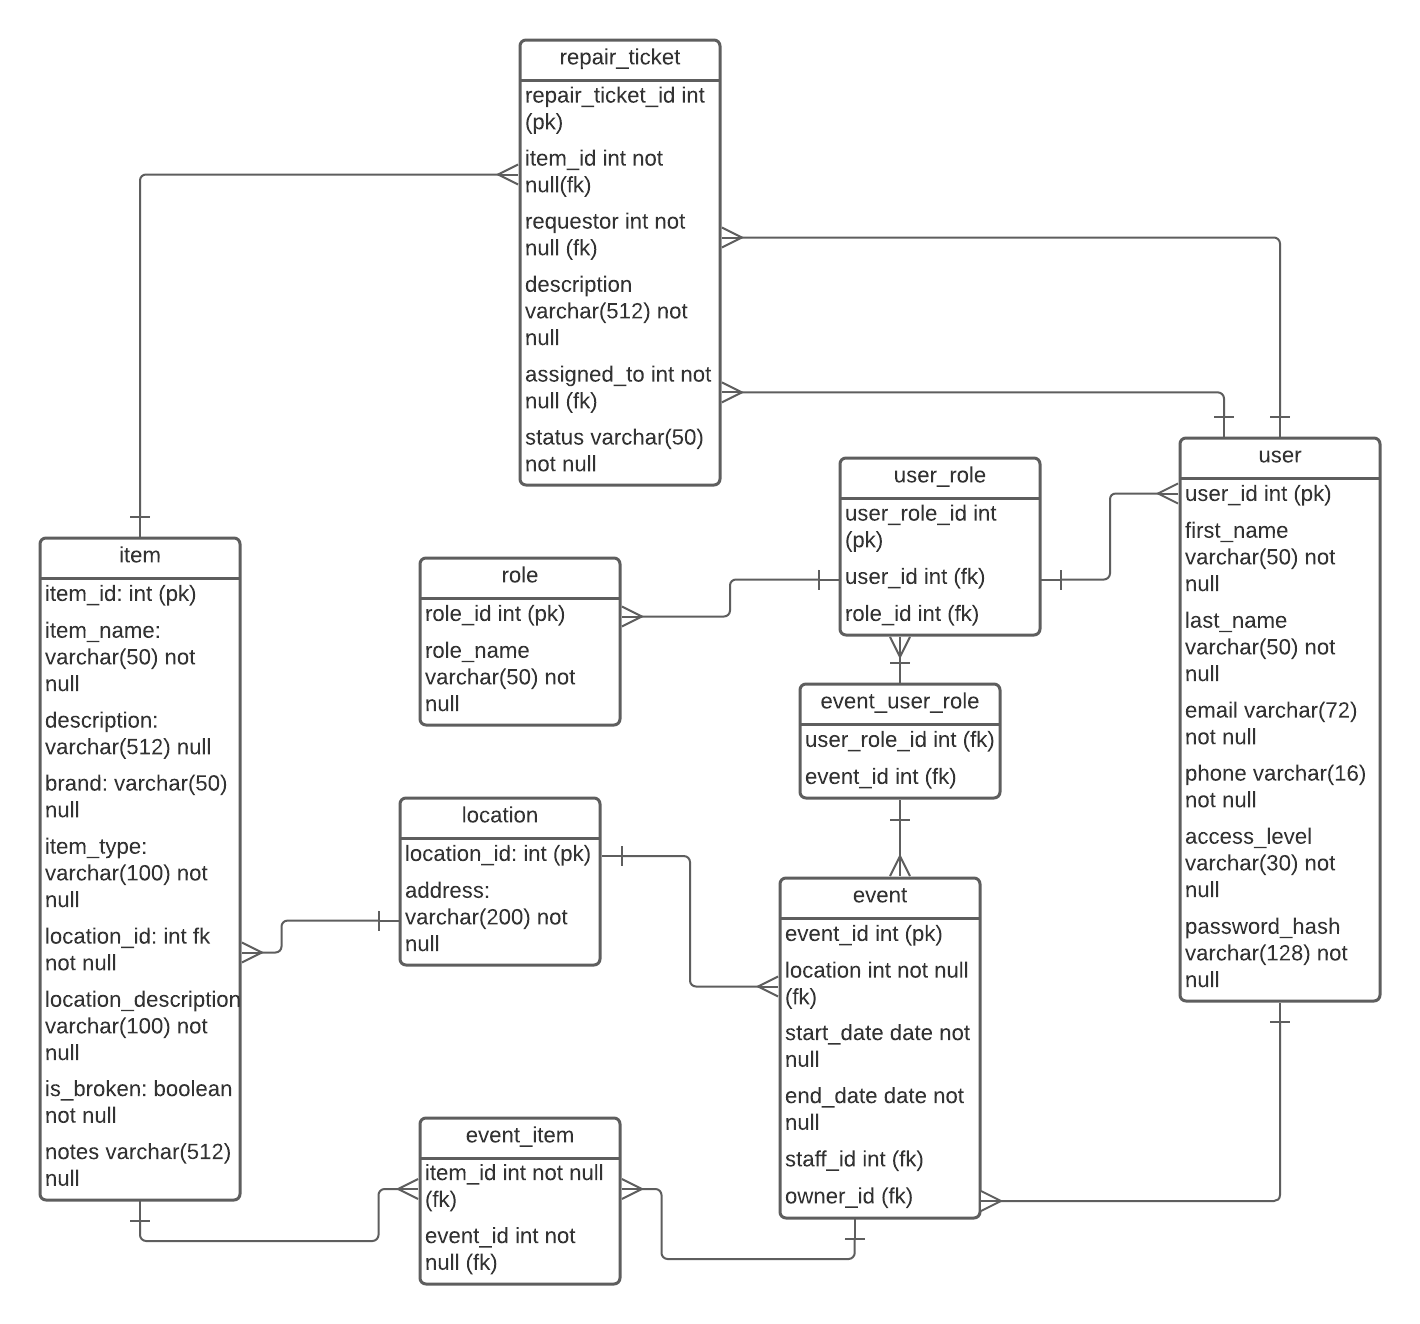 repair_ticket
repair_ticket_id int
(pk)
item_id int not
null(fk)
requestor int not
null (fk)
description
varchar(512) not
null
assigned_to int not
null (fk)
status varchar(50)
not null
user
user_id int (pk)
first_name
varchar(50) not
null
last_name
varchar(50) not
null
email varchar(72)
not null
phone varchar(16)
not null
access_level
varchar(30) not
null
password_hash
varchar(128) not
null
user_role
user_role_id int
(pk)
user_id int (fk)
role_id int (fk)
item
item_id: int (pk)
item_name:
varchar(50) not
null
description:
varchar(512) null
brand: varchar(50)
null
item_type:
varchar(100) not
null
location_id: int fk
not null
location_description
varchar(100) not
null
is_broken: boolean
not null
notes varchar(512)
null
role
role_id int (pk)
role_name
varchar(50) not
null
event_user_role
user_role_id int (fk)
event_id int (fk)
location
location_id: int (pk)
address:
varchar(200) not
null
event
event_id int (pk)
location int not null
(fk)
start_date date not
null
end_date date not
null
staff_id int (fk)
owner_id (fk)
event_item
item_id int not null
(fk)
event_id int not
null (fk)